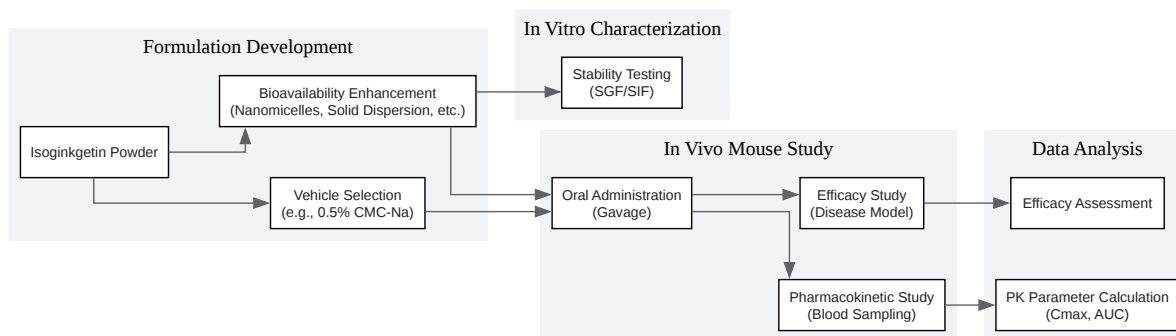 In Vitro Characterization
Formulation Development
Stability Testing
(SGF/SIF)
Bioavailability Enhancement
(Nanomicelles, Solid Dispersion, etc.)
Isoginkgetin Powder
In Vivo Mouse Study
Data Analysis
Vehicle Selection
(e.g., 0.5% CMC-Na)
Oral Administration
(Gavage)
Efficacy Study
(Disease Model)
Efficacy Assessment
Pharmacokinetic Study
(Blood Sampling)
PK Parameter Calculation
(Cmax, AUC)